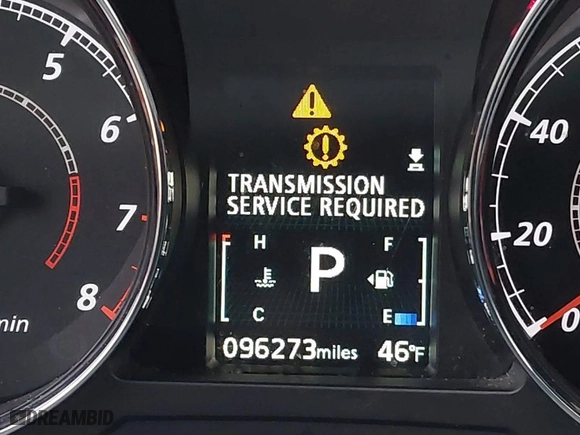 5
6
7
8
min
TRANSMISSION
SERVICE REQUIRED
H F
P
C E
096273miles 46°F
40
20
0
DREAMBID